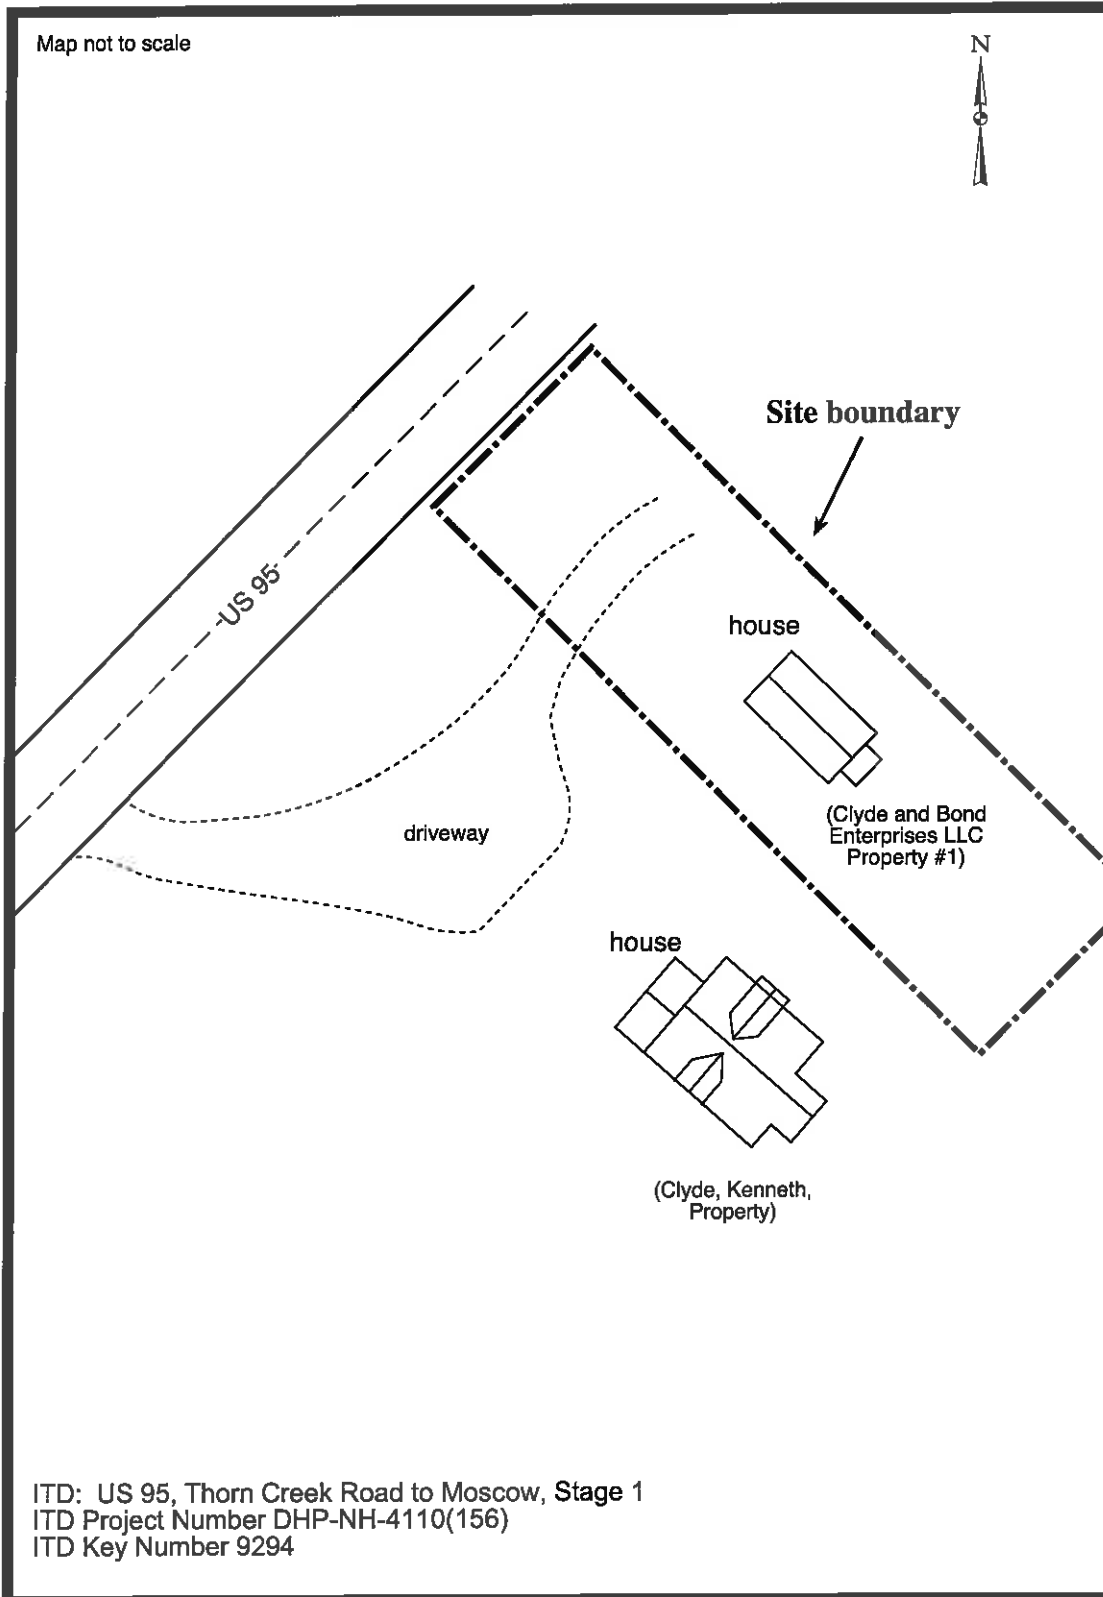 Map not to scale
N
Site boundary
US 95
house
(Clyde and Bond
Enterprises LLC
Property #1)
driveway
house
(Clyde, Kenneth,
Property)
ITD: US 95, Thorn Creek Road to Moscow, Stage 1
ITD Project Number DHP-NH-4110(156)
ITD Key Number 9294